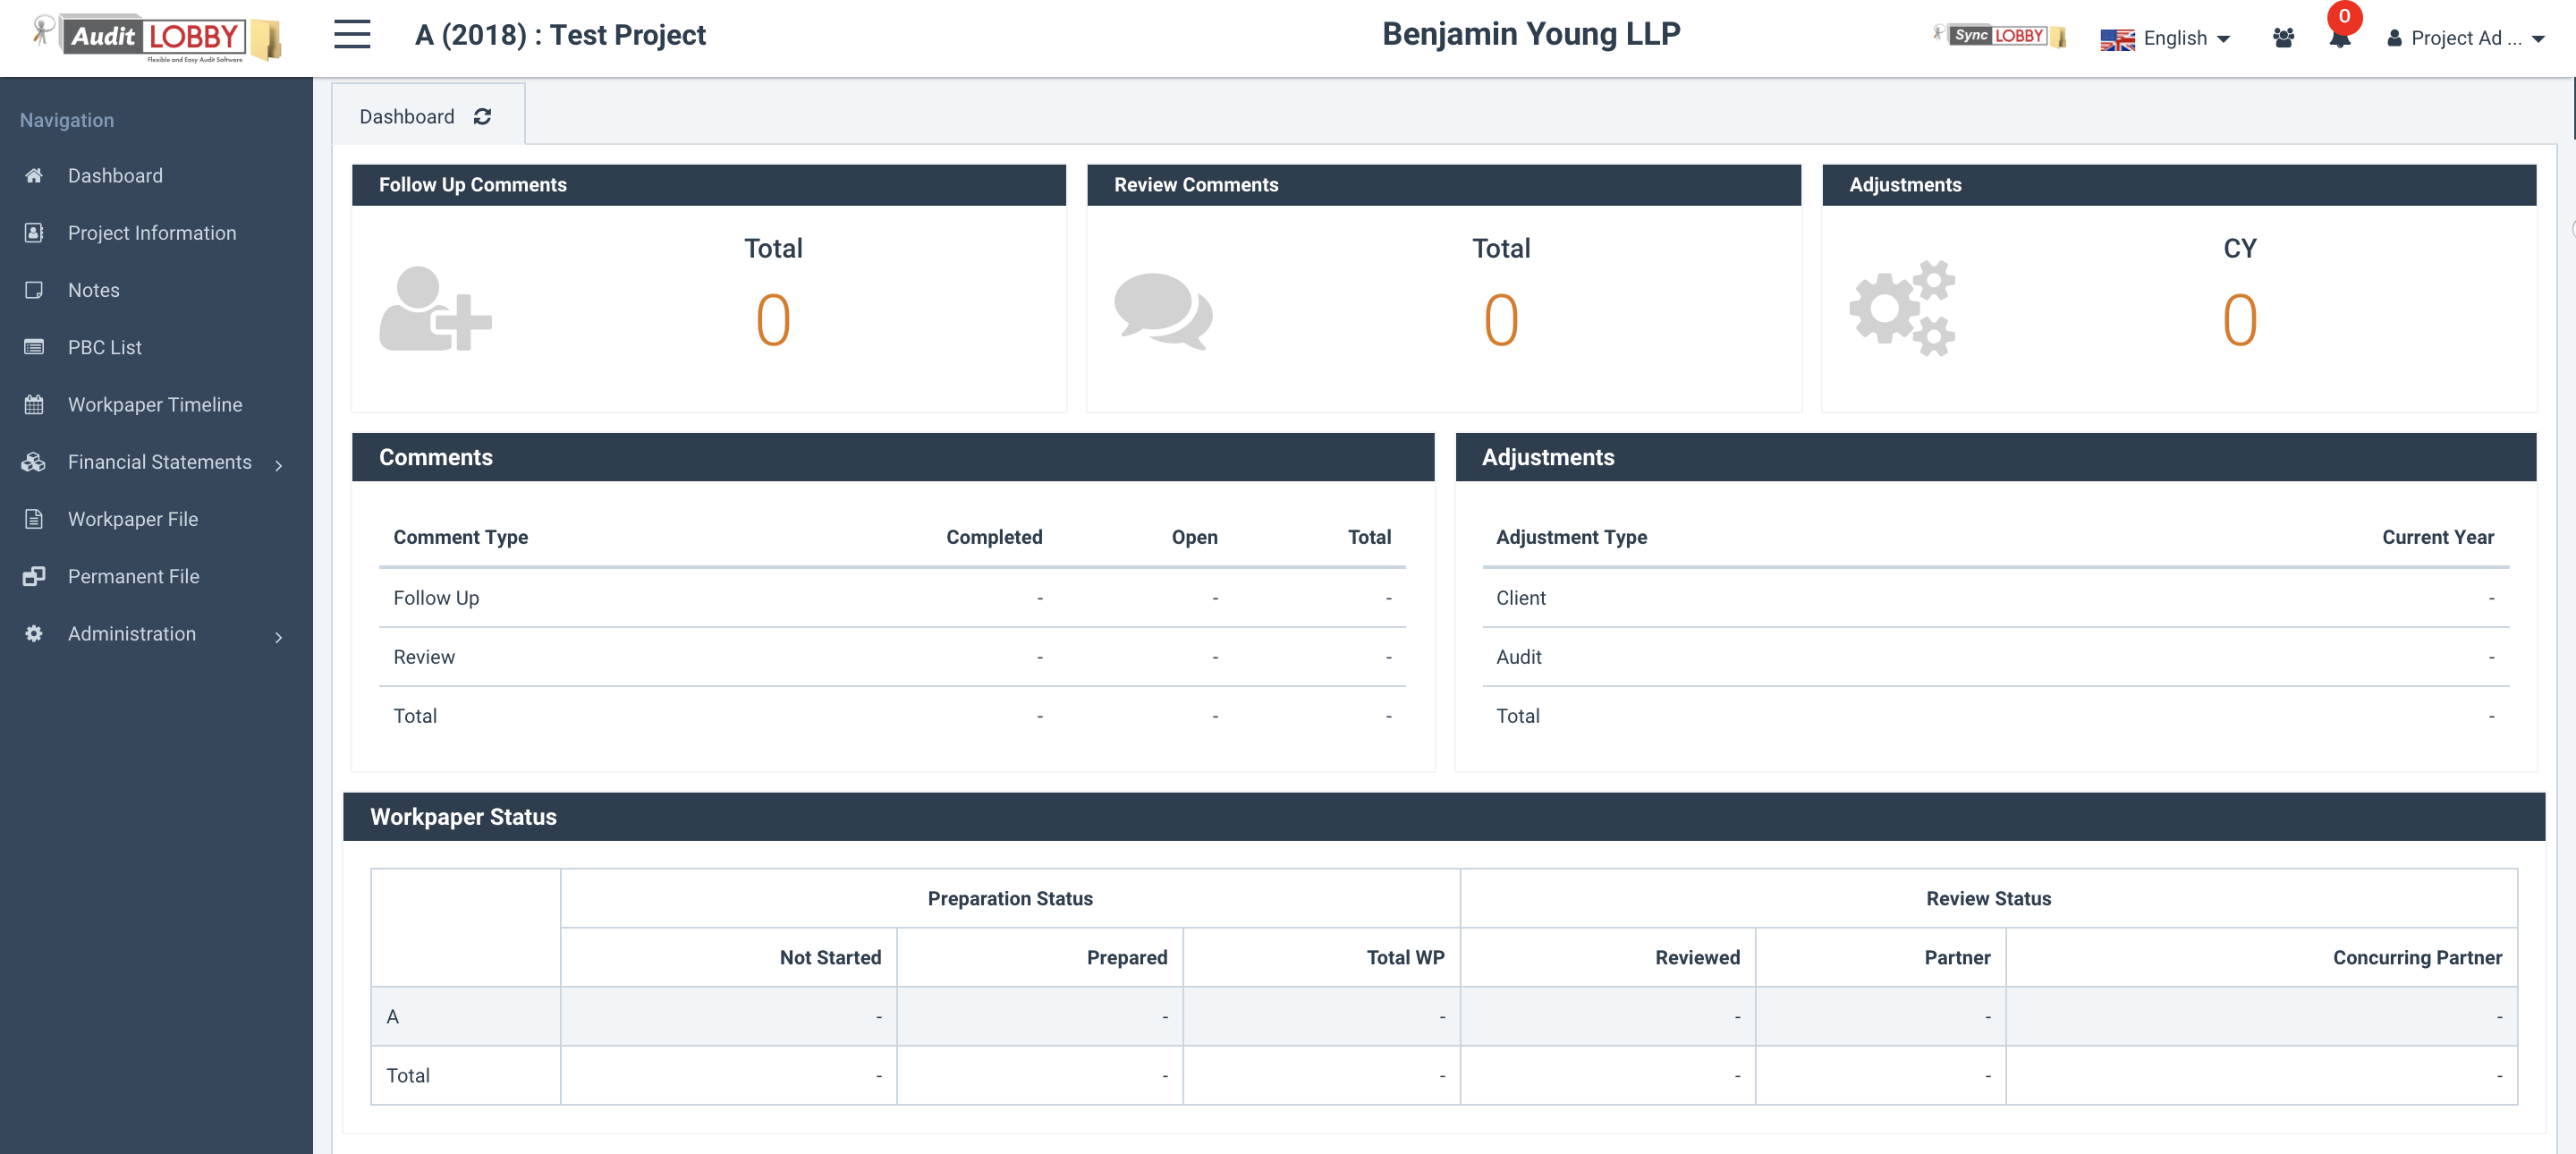 Audit LOBBY
Flexible and Easy Audit Software
A (2018) : Test Project
Benjamin Young LLP
Sync LOBBY
English
0
Project Ad ...
Navigation
Dashboard
Project Information
Notes
PBC List
Workpaper Timeline
Financial Statements
Workpaper File
Permanent File
Administration
Dashboard
Follow Up Comments
Total
0
Review Comments
Total
0
Adjustments
CY
0
Comments
Comment Type Completed Open Total
Follow Up - - -
Review - - -
Total - - -
Adjustments
Adjustment Type Current Year
Client -
Audit -
Total -
Workpaper Status
Preparation Status Review Status
Not Started Prepared Total WP Reviewed Partner Concurring Partner
A - - - - - -
Total - - - - - -